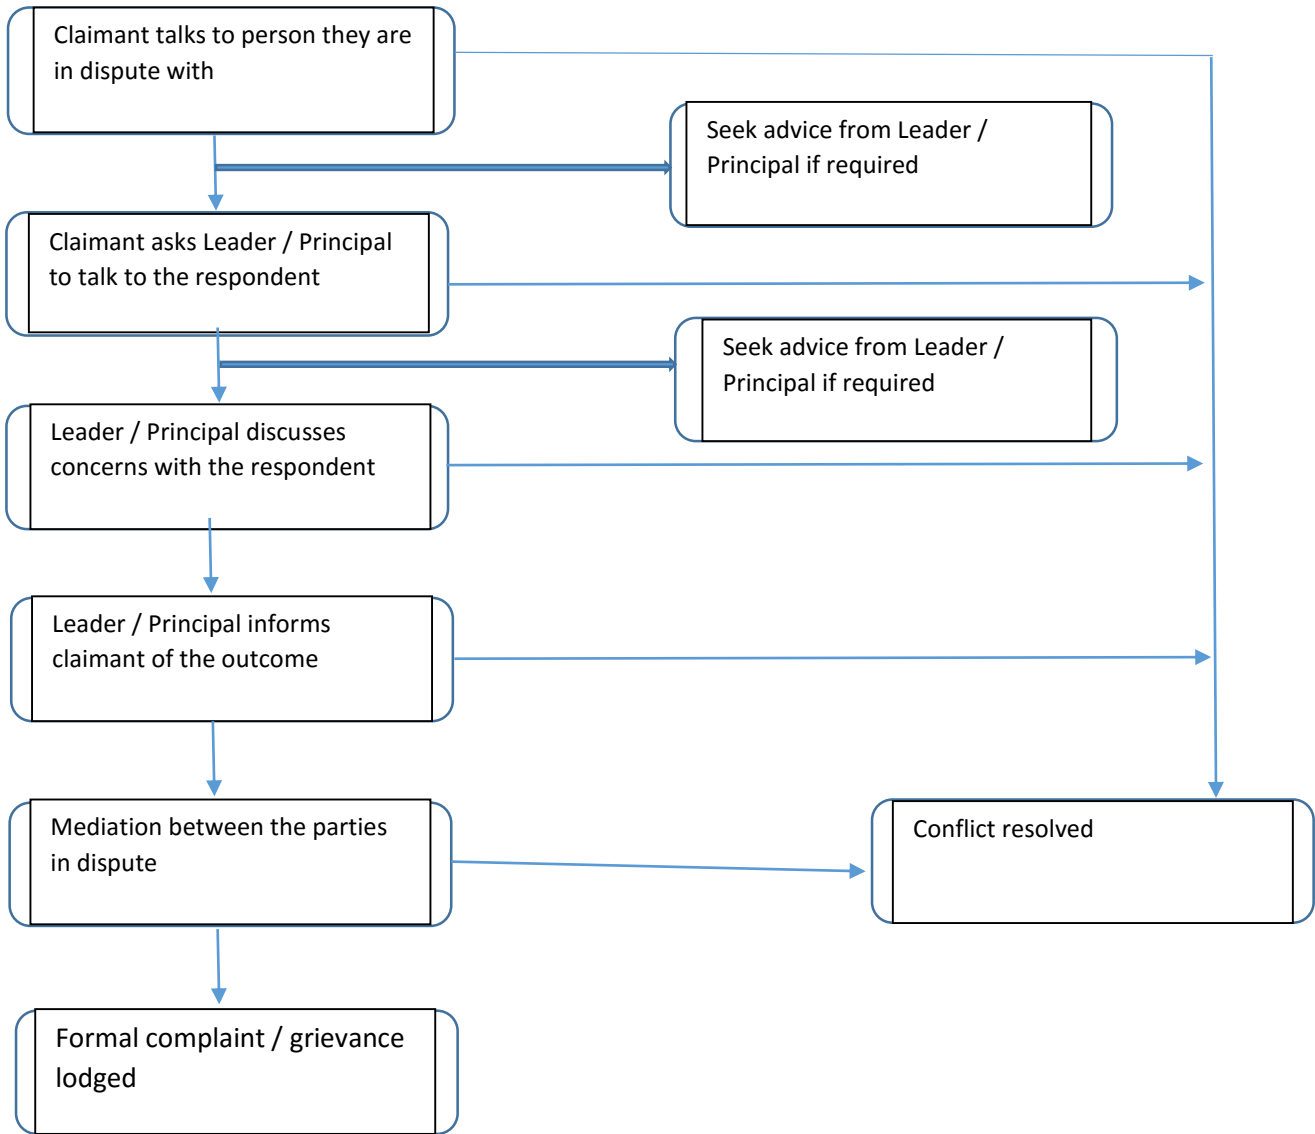 Claimant talks to person they are
in dispute with
Seek advice from Leader /
Principal if required
Claimant asks Leader / Principal
to talk to the respondent
Seek advice from Leader /
Principal if required
Leader / Principal discusses
concerns with the respondent
Leader / Principal informs
claimant of the outcome
Mediation between the parties
in dispute
Conflict resolved
Formal complaint / grievance
lodged